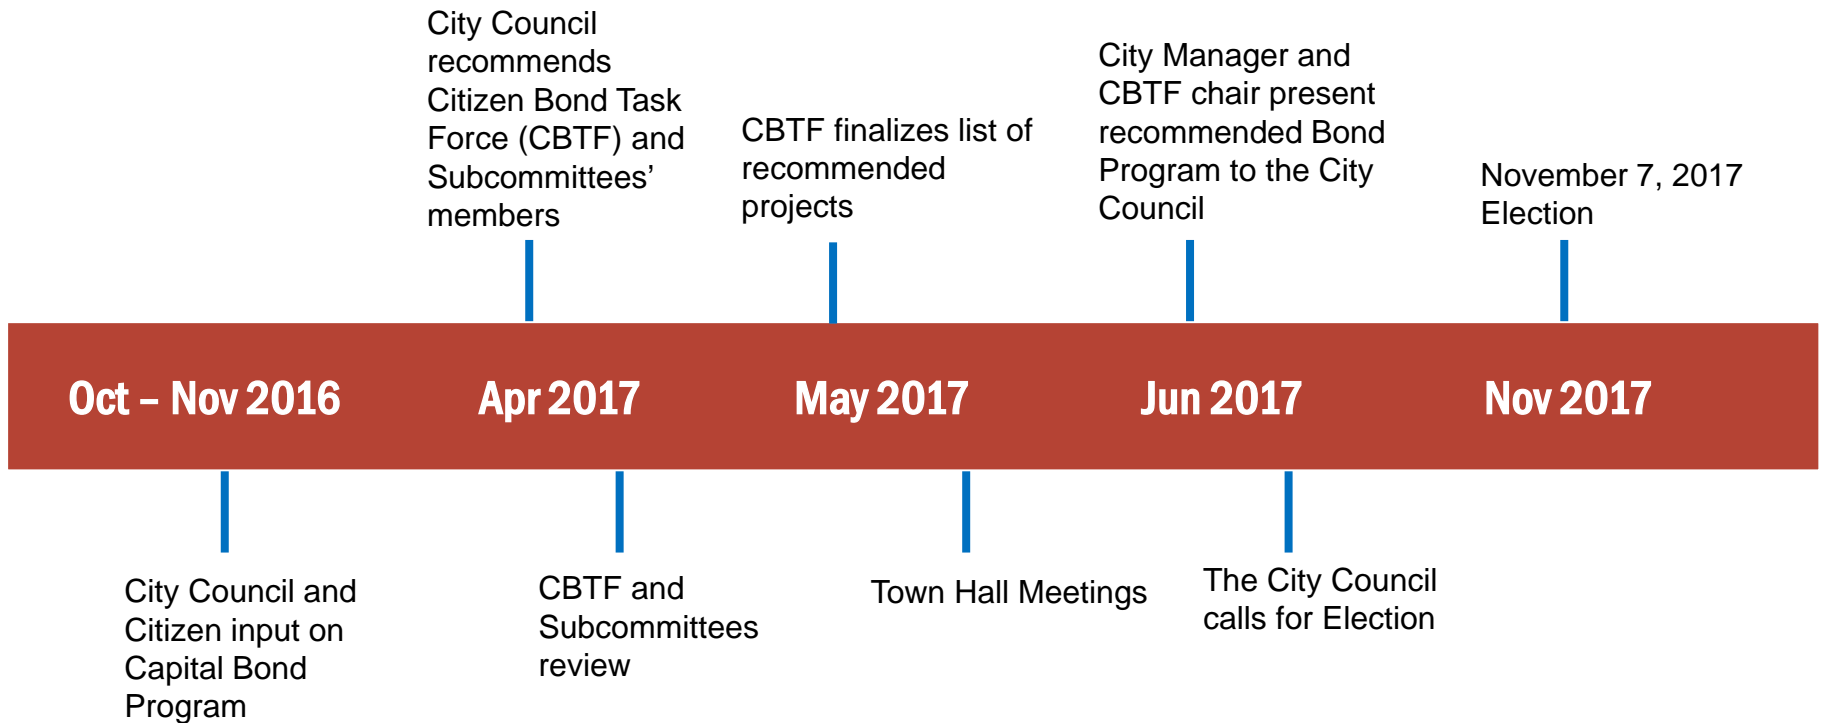 City Council
recommends
Citizen Bond Task
Force (CBTF) and
Subcommittees’
members
CBTF finalizes list of
recommended
projects
City Manager and
CBTF chair present
recommended Bond
Program to the City
Council
November 7, 2017
Election
Oct – Nov 2016
Apr 2017
May 2017
Jun 2017
Nov 2017
City Council and
Citizen input on
Capital Bond
Program
CBTF and
Subcommittees
review
Town Hall Meetings
The City Council
calls for Election